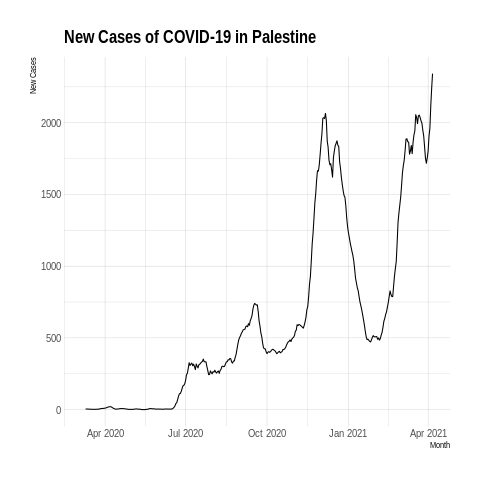 New Cases of COVID-19 in Palestine
New Cases
2000
1500
1000
500
0
Apr 2020 Jul 2020 Oct 2020 Jan 2021 Apr 2021
Month